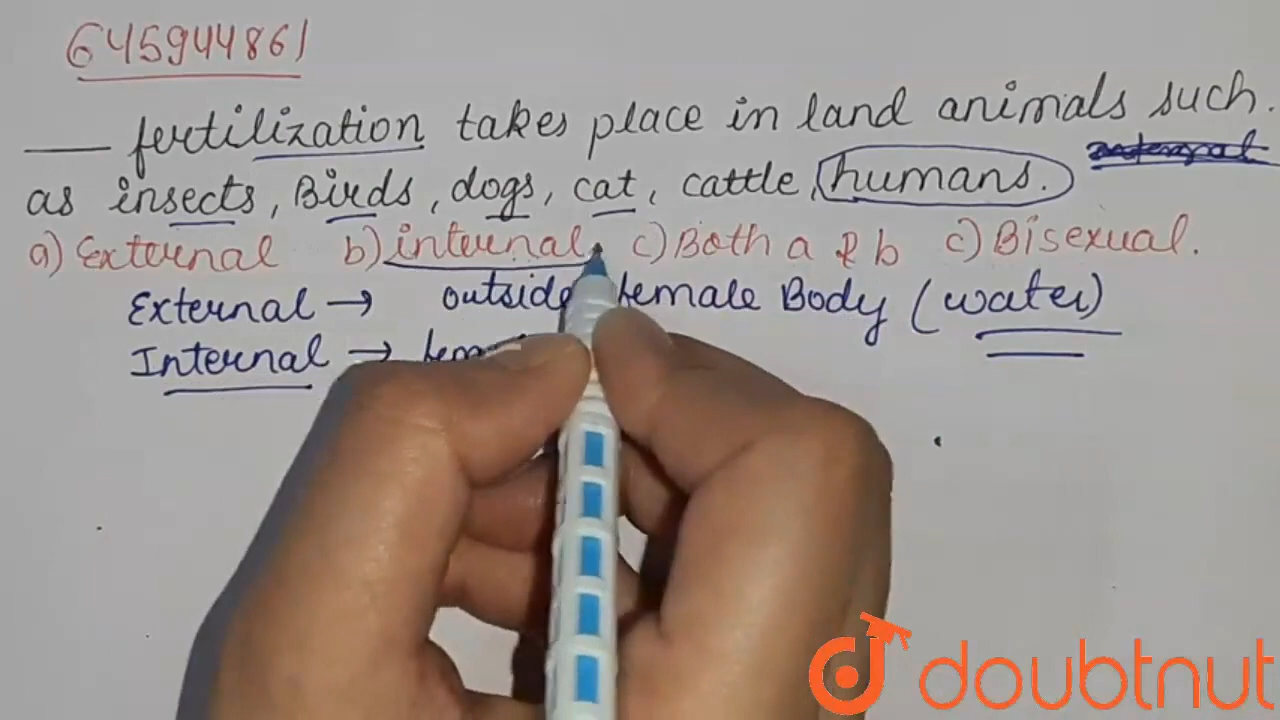 645944861
___ fertilization takes place in land animals such.
as insects, Birds, dogs, cat, cattle, humans.
a) External b) internal c) Both a & b c) Bisexual.
External → outside female Body (water)
Internal →
doubtnut